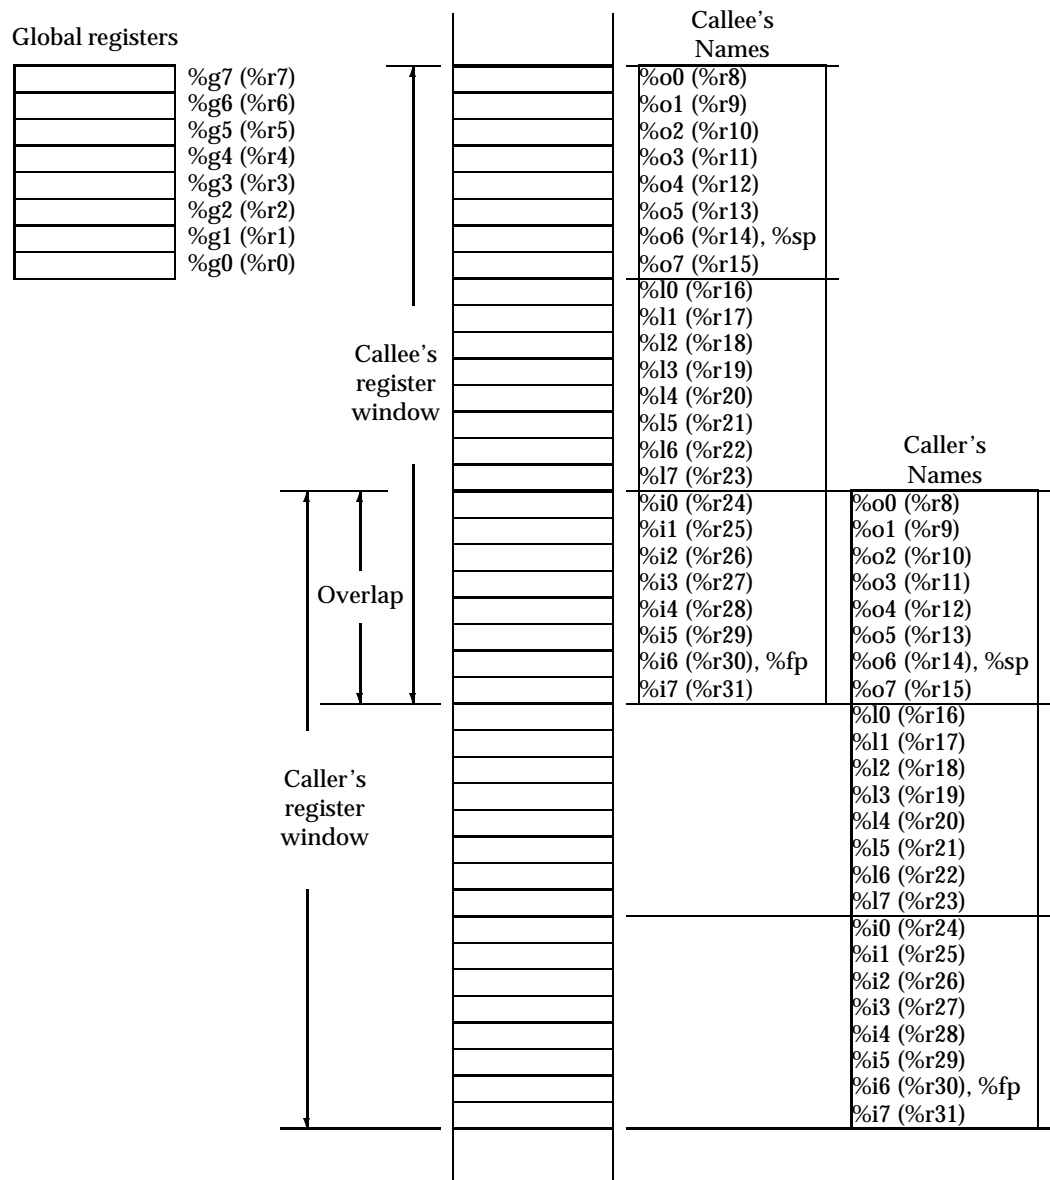 Global registers
%g7 (%r7)
%g6 (%r6)
%g5 (%r5)
%g4 (%r4)
%g3 (%r3)
%g2 (%r2)
%g1 (%r1)
%g0 (%r0)
Callee's
register
window
Overlap
Caller's
register
window
Callee's
Names
%o0 (%r8)
%o1 (%r9)
%o2 (%r10)
%o3 (%r11)
%o4 (%r12)
%o5 (%r13)
%o6 (%r14), %sp
%o7 (%r15)
%l0 (%r16)
%l1 (%r17)
%l2 (%r18)
%l3 (%r19)
%l4 (%r20)
%l5 (%r21)
%l6 (%r22)
%l7 (%r23)
%i0 (%r24)
%i1 (%r25)
%i2 (%r26)
%i3 (%r27)
%i4 (%r28)
%i5 (%r29)
%i6 (%r30), %fp
%i7 (%r31)
Caller's
Names
%o0 (%r8)
%o1 (%r9)
%o2 (%r10)
%o3 (%r11)
%o4 (%r12)
%o5 (%r13)
%o6 (%r14), %sp
%o7 (%r15)
%l0 (%r16)
%l1 (%r17)
%l2 (%r18)
%l3 (%r19)
%l4 (%r20)
%l5 (%r21)
%l6 (%r22)
%l7 (%r23)
%i0 (%r24)
%i1 (%r25)
%i2 (%r26)
%i3 (%r27)
%i4 (%r28)
%i5 (%r29)
%i6 (%r30), %fp
%i7 (%r31)